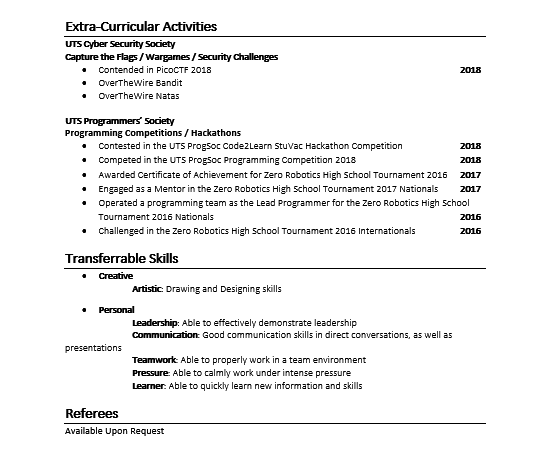 Extra-Curricular Activities
UTS Cyber Security Society
Capture the Flags / Wargames / Security Challenges
• Contended in PicoCTF 2018 2018
• OverTheWire Bandit
• OverTheWire Natas
UTS Programmers' Society
Programming Competitions / Hackathons
• Contested in the UTS ProgSoc Code2Learn StuVac Hackathon Competition 2018
• Competed in the UTS ProgSoc Programming Competition 2018 2018
• Awarded Certificate of Achievement for Zero Robotics High School Tournament 2016 2017
• Engaged as a Mentor in the Zero Robotics High School Tournament 2017 Nationals 2017
• Operated a programming team as the Lead Programmer for the Zero Robotics High School
Tournament 2016 Nationals 2016
• Challenged in the Zero Robotics High School Tournament 2016 Internationals 2016
Transferrable Skills
• Creative
Artistic: Drawing and Designing skills
• Personal
Leadership: Able to effectively demonstrate leadership
Communication: Good communication skills in direct conversations, as well as
presentations
Teamwork: Able to properly work in a team environment
Pressure: Able to calmly work under intense pressure
Learner: Able to quickly learn new information and skills
Referees
Available Upon Request